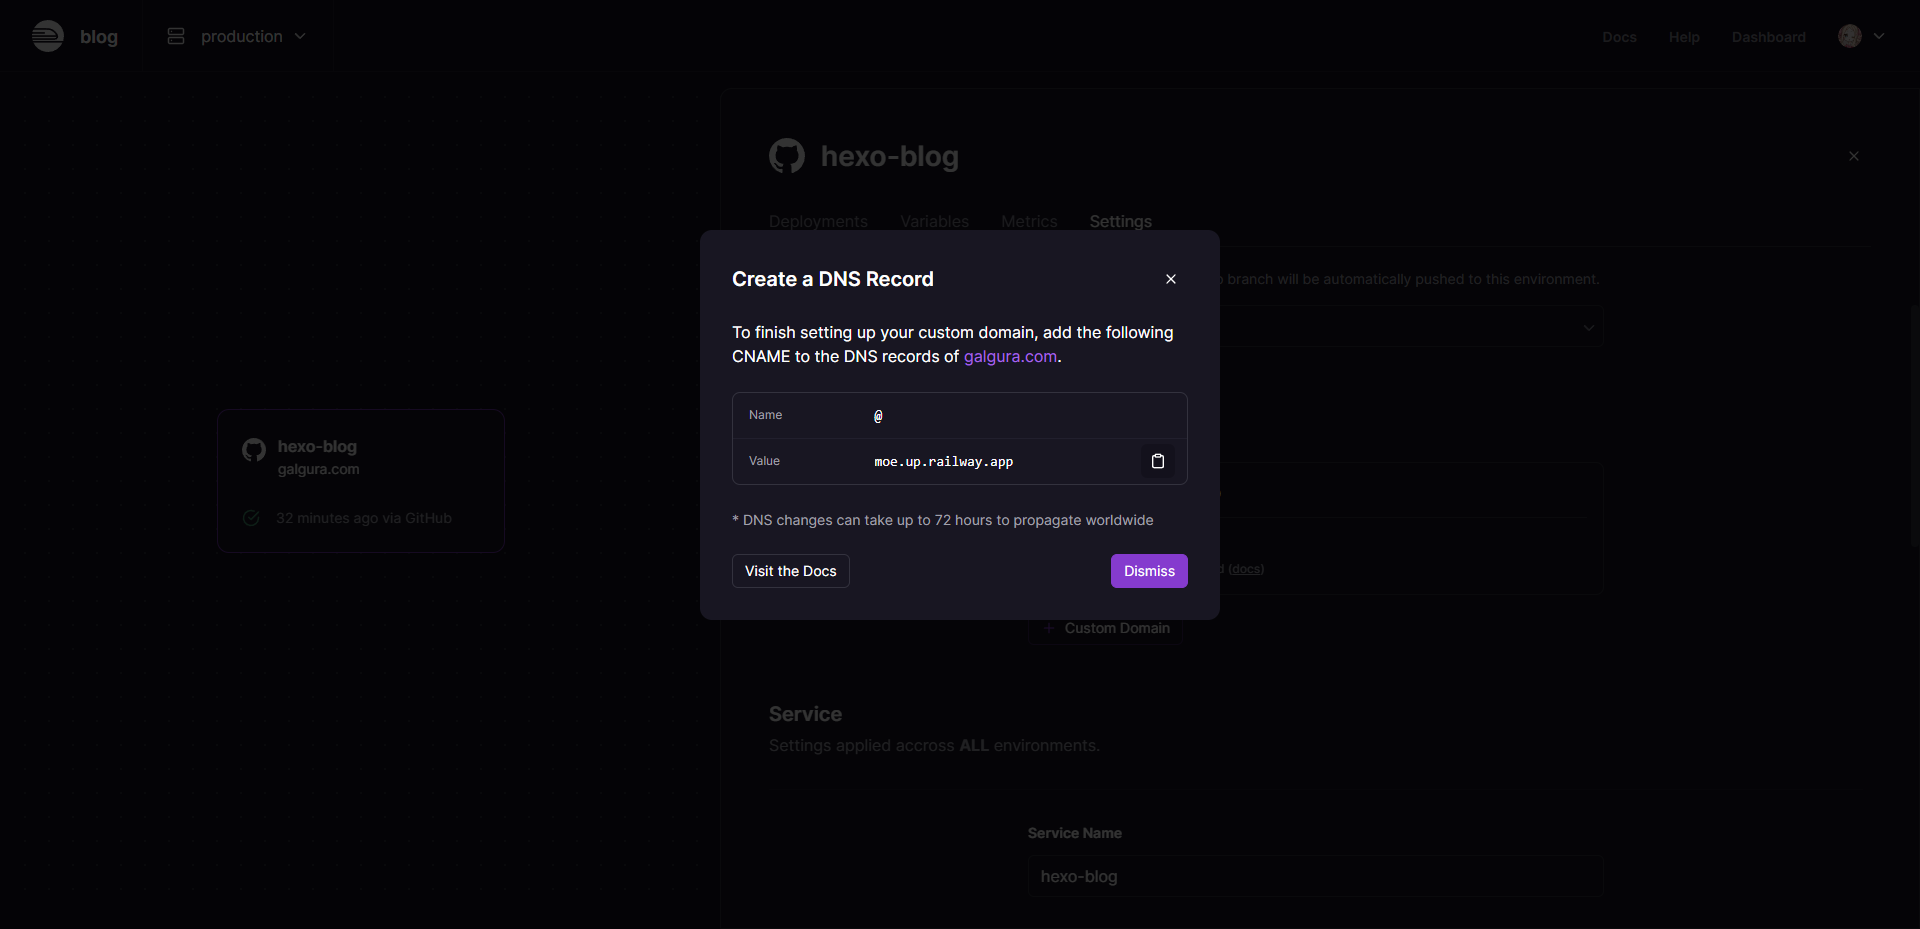 blog
production
Docs
Help
Dashboard
hexo-blog
Deployments
Variables
Metrics
Settings
branch will be automatically pushed to this environment.
Create a DNS Record
To finish setting up your custom domain, add the following
CNAME to the DNS records of galgura.com.
Name
@
Value
moe.up.railway.app
* DNS changes can take up to 72 hours to propagate worldwide
Visit the Docs
Dismiss
hexo-blog
galgura.com
32 minutes ago via GitHub
(docs)
+ Custom Domain
Service
Settings applied accross ALL environments.
Service Name
hexo-blog